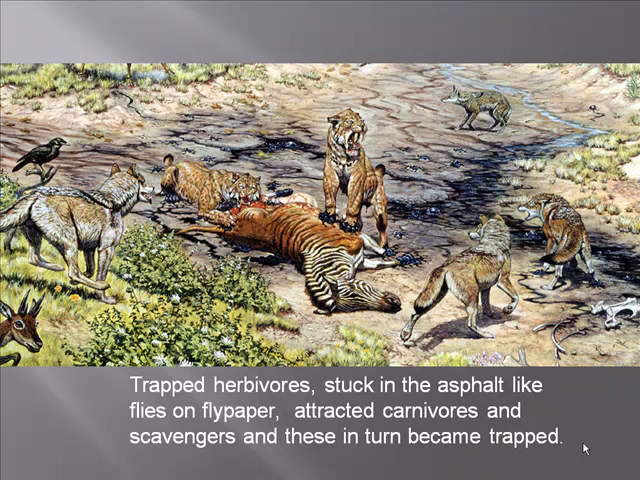 Trapped herbivores, stuck in the asphalt like
flies on flypaper,  attracted carnivores and
scavengers and these in turn became trapped.